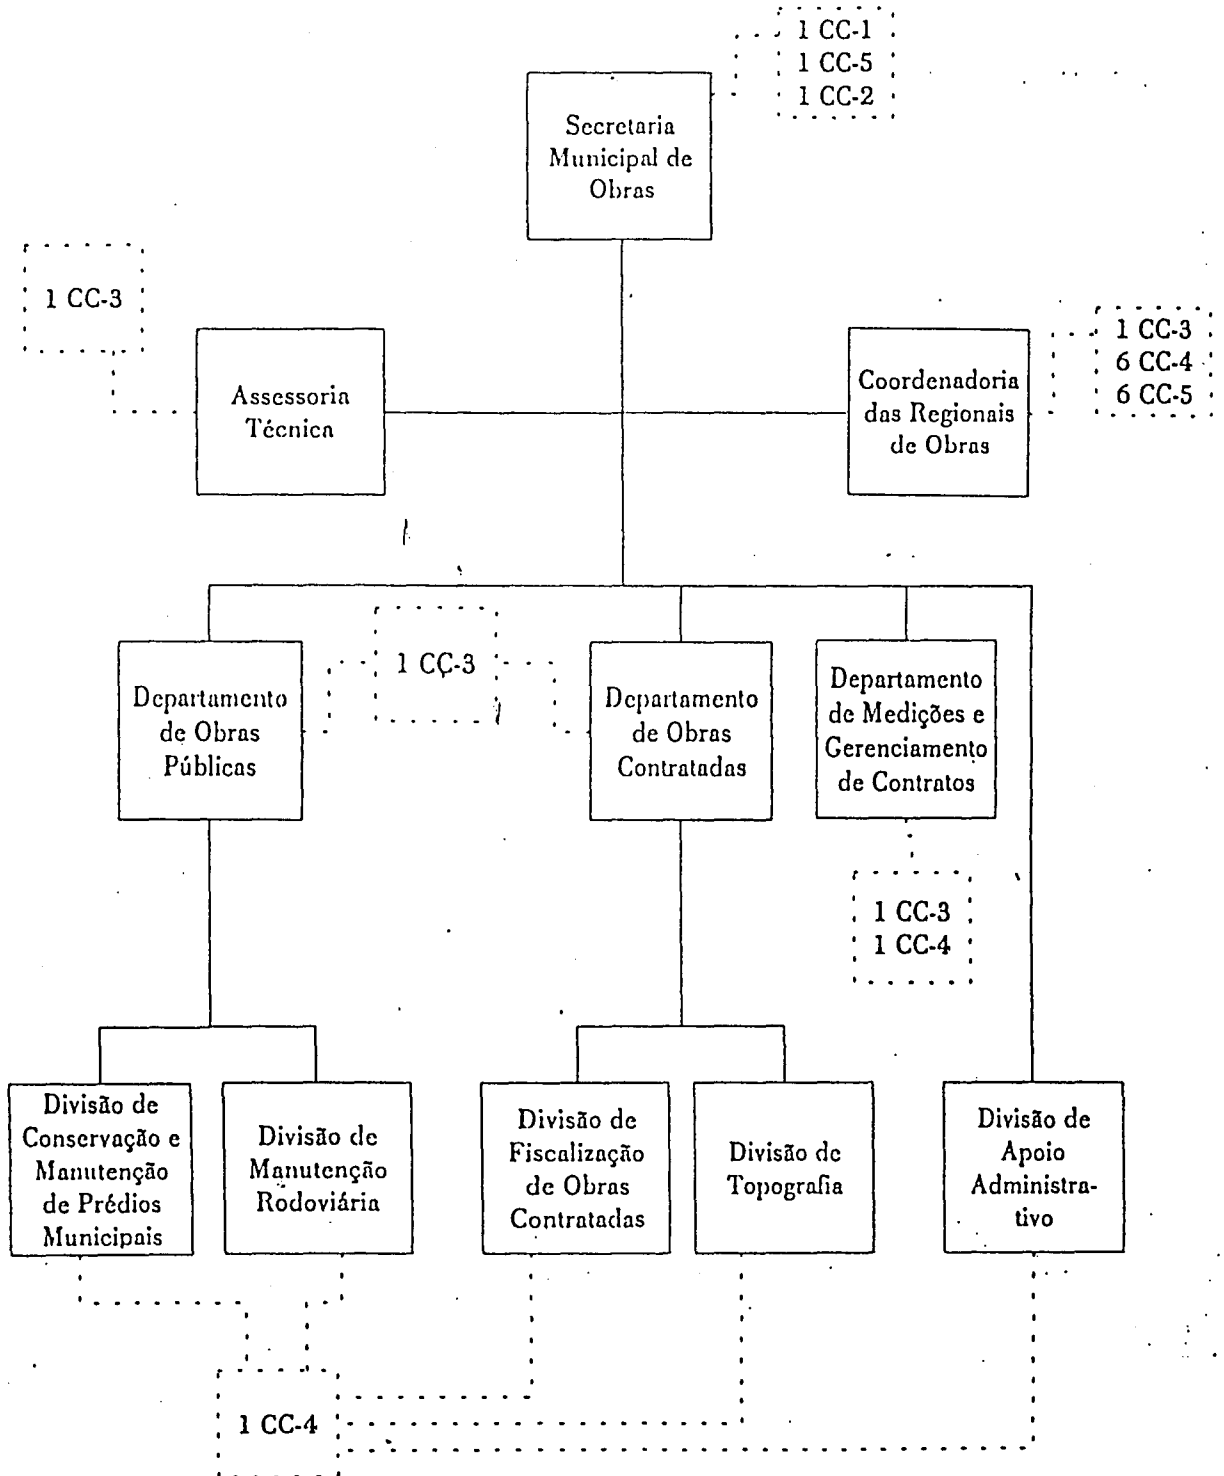 1 CC-1
1 CC-5
1 CC-2
Secretaria
Municipal de
Obras
1 CC-3
Assessoria
Técnica
Coordenadoria
das Regionais
de Obras
1 CC-3
6 CC-4
6 CC-5
Departamento
de Obras
Públicas
1 CC-3
Departamento
de Obras
Contratadas
Departamento
de Medições e
Gerenciamento
de Contratos
1 CC-3
1 CC-4
Divisão de
Conservação e
Manutenção
de Prédios
Municipais
Divisão de
Manutenção
Rodoviária
Divisão de
Fiscalização
de Obras
Contratadas
Divisão de
Topografia
Divisão de
Apoio
Administra-
tivo
1 CC-4